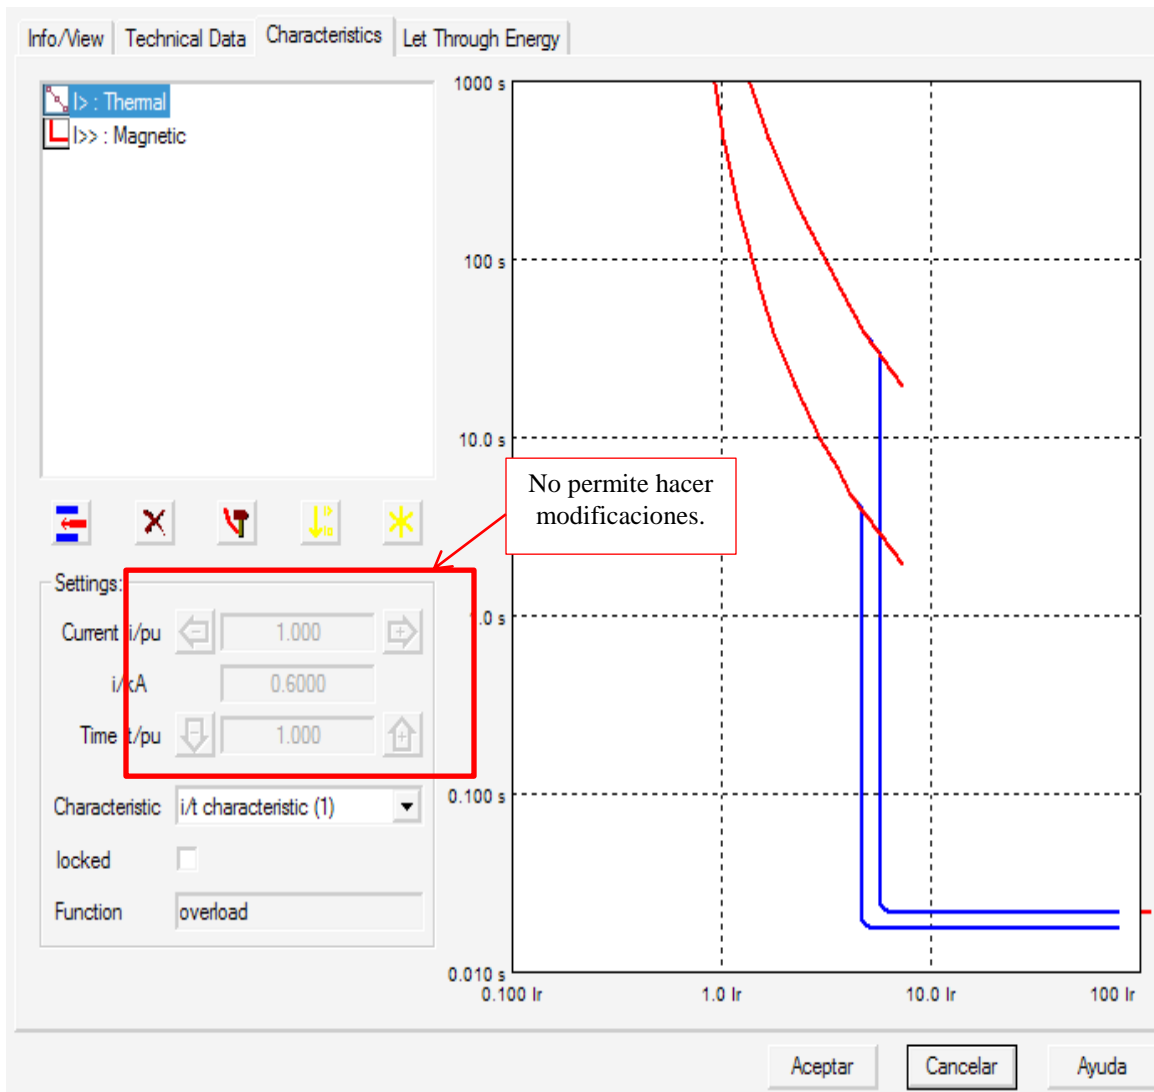 Info/View Technical Data Characteristics Let Through Energy
I> : Thermal
I>> : Magnetic
1000 s
100 s
10.0 s
No permite hacer
modificaciones.
Settings:
Current i/pu 1.000
i/kA 0.6000
Time t/pu 1.000
.0 s
Characteristic i/t characteristic (1)
0.100 s
locked
Function overload
0.010 s
0.100 Ir 1.0 Ir 10.0 Ir 100 Ir
Aceptar Cancelar Ayuda